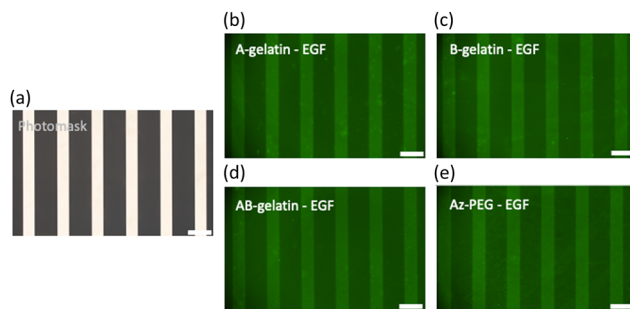 (a)
Photomask
(b)
A-gelatin - EGF
(c)
B-gelatin - EGF
(d)
AB-gelatin - EGF
(e)
Az-PEG - EGF